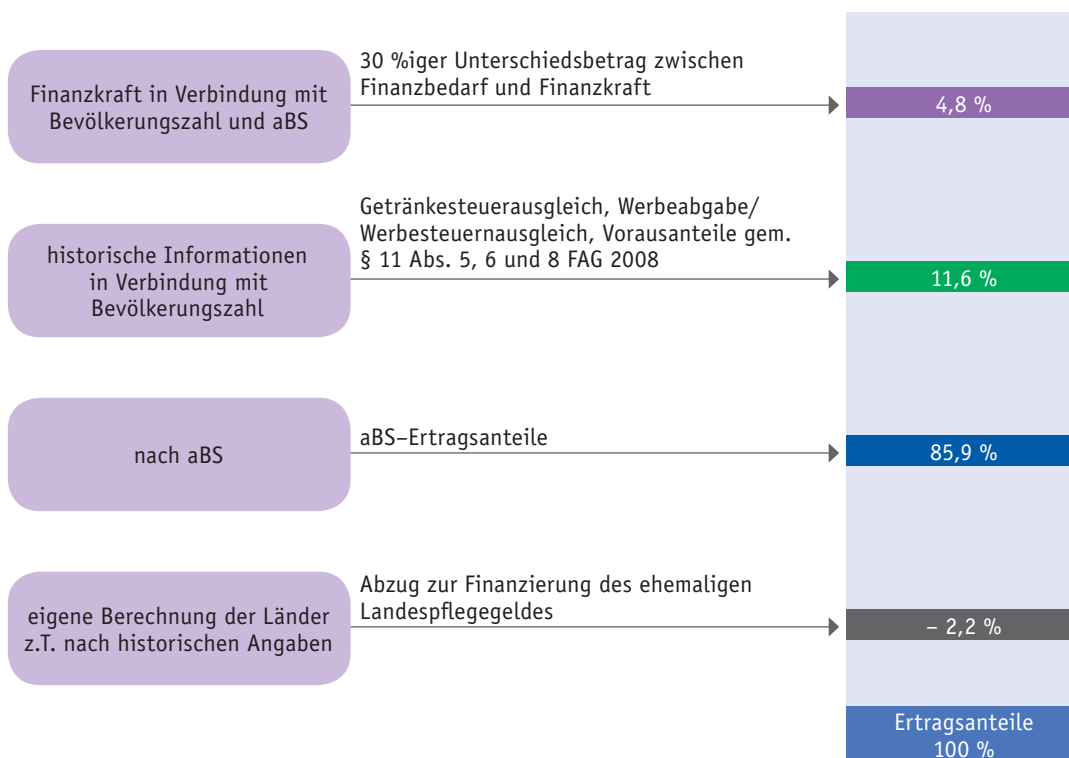 Finanzkraft in Verbindung mit
Bevölkerungszahl und aBS
30 %iger Unterschiedsbetrag zwischen
Finanzbedarf und Finanzkraft
4,8 %
historische Informationen
in Verbindung mit
Bevölkerungszahl
Getränkesteuerausgleich, Werbeabgabe/
Werbesteuernausgleich, Vorausanteile gem.
§ 11 Abs. 5, 6 und 8 FAG 2008
11,6 %
nach aBS
aBS–Ertragsanteile
85,9 %
eigene Berechnung der Länder
z.T. nach historischen Angaben
Abzug zur Finanzierung des ehemaligen
Landespflegegeldes
– 2,2 %
Ertragsanteile
100 %